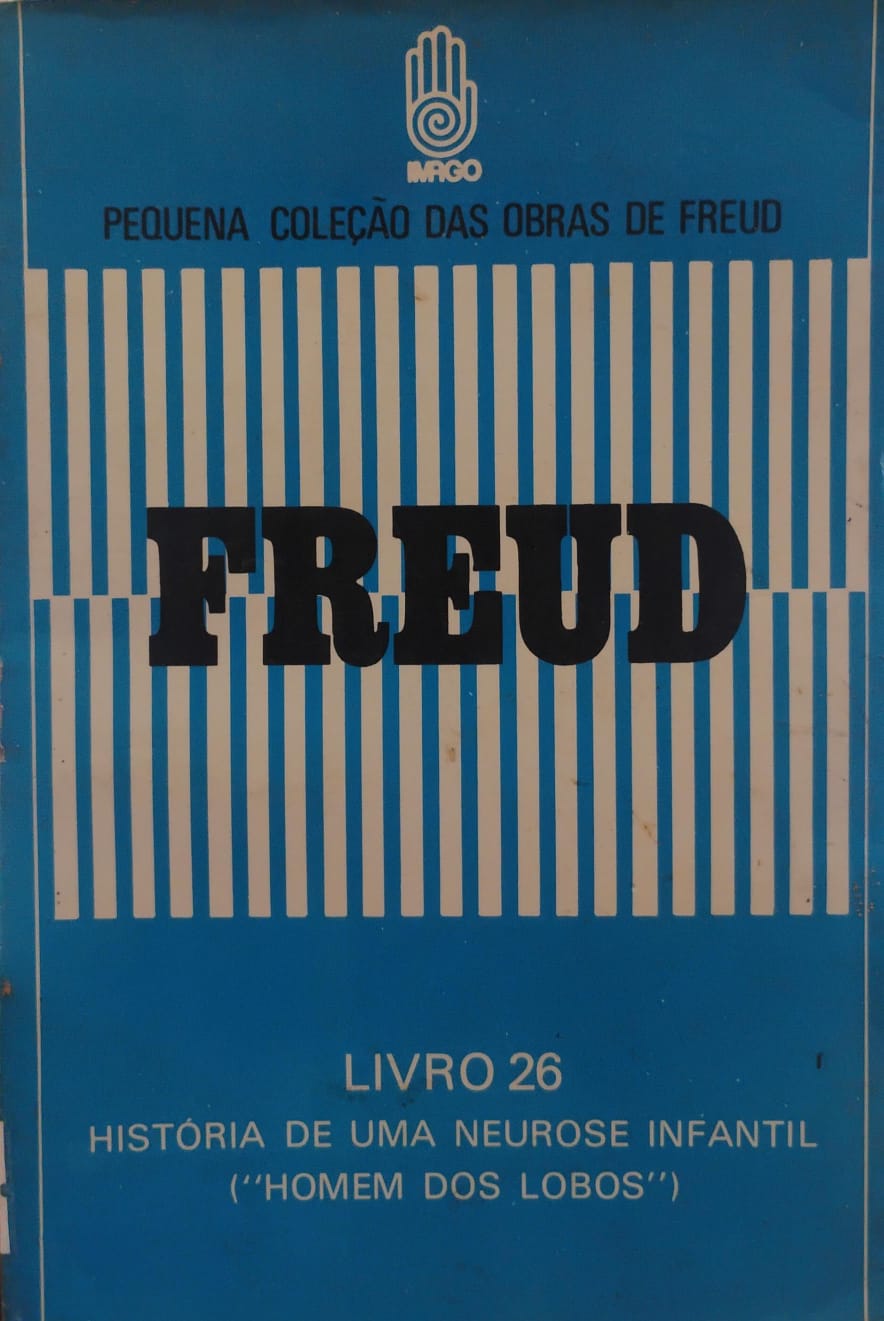 IMAGO
PEQUENA COLEÇÃO DAS OBRAS DE FREUD
FREUD
LIVRO 26
HISTÓRIA DE UMA NEUROSE INFANTIL
(''HOMEM DOS LOBOS'')